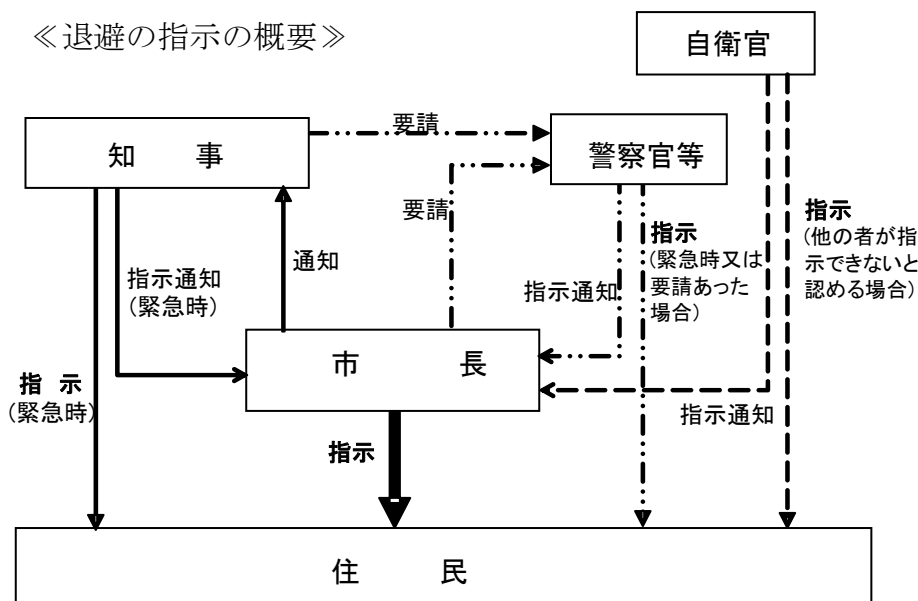 ≪退避の指示の概要≫
自衛官
知　事
要請
警察官等
要請
指示
(他の者が指
示できないと
認める場合)
指示
(緊急時又は
要請あった
場合)
通知
指示通知
(緊急時)
指示通知
市　長
指 示
(緊急時)
指示通知
指示
住　民